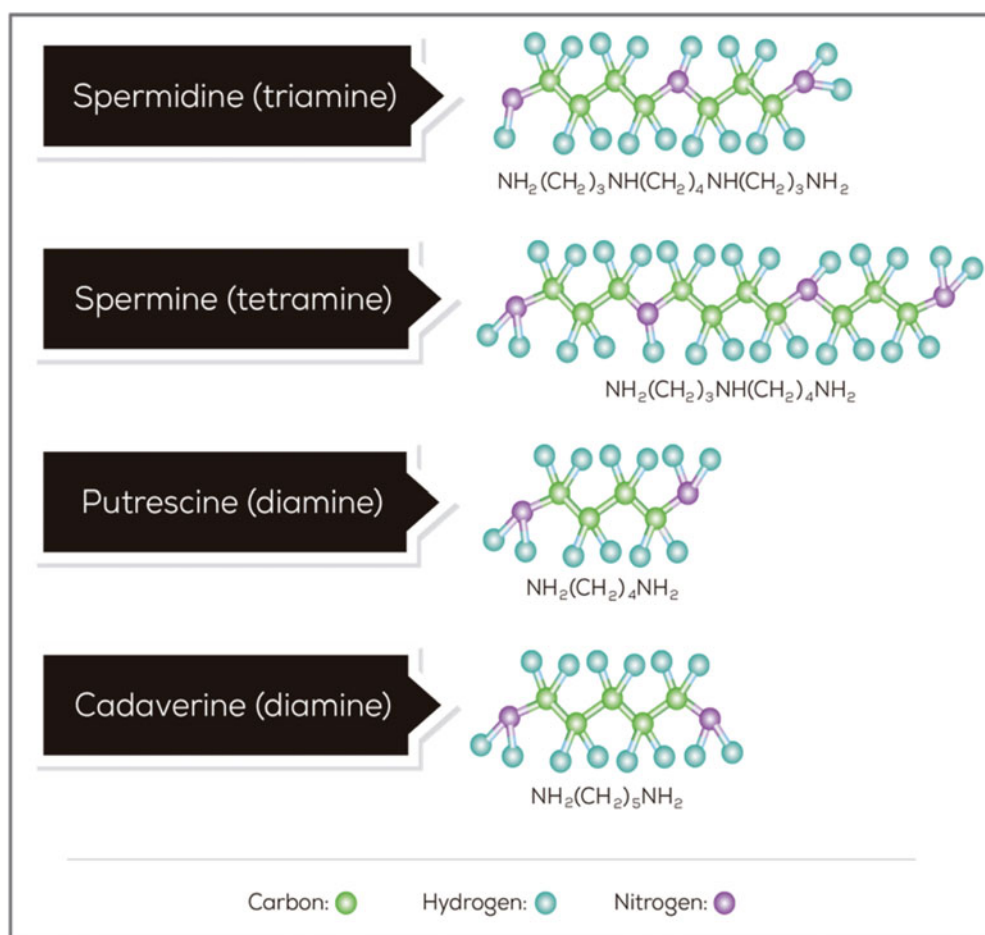 Spermidine (triamine)
NH₂(CH₂)₃NH(CH₂)₄NH(CH₂)₃NH₂
Spermine (tetramine)
NH₂(CH₂)₃NH(CH₂)₄NH₂
Putrescine (diamine)
NH₂(CH₂)₄NH₂
Cadaverine (diamine)
NH₂(CH₂)₅NH₂
Carbon: Hydrogen: Nitrogen: